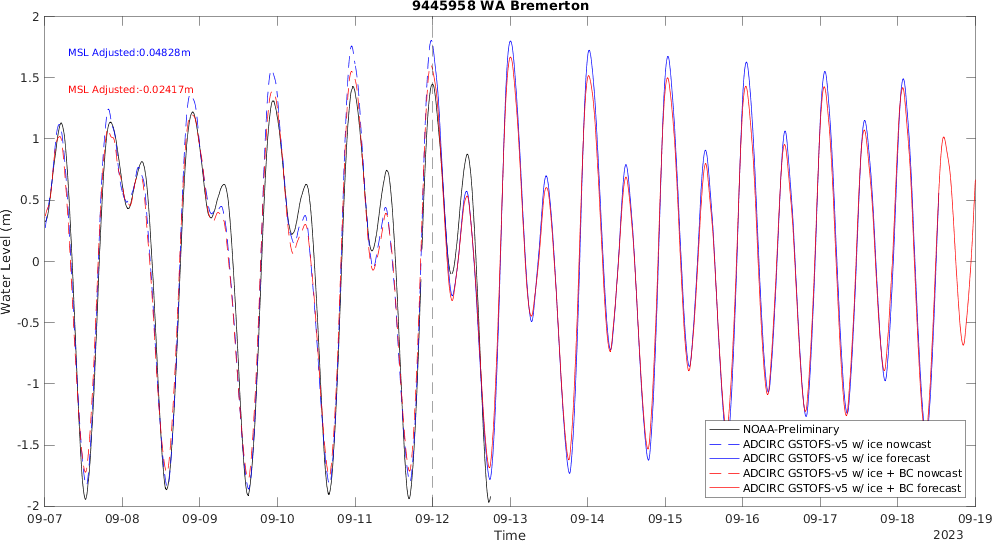 9445958 WA Bremerton
MSL Adjusted:0.04828m
MSL Adjusted:-0.02417m
Water Level (m)
2
1.5
1
0.5
0
-0.5
-1
-1.5
-2
NOAA-Preliminary
ADCIRC GSTOFS-v5 w/ ice nowcast
ADCIRC GSTOFS-v5 w/ ice forecast
ADCIRC GSTOFS-v5 w/ ice + BC nowcast
ADCIRC GSTOFS-v5 w/ ice + BC forecast
09-07 09-08 09-09 09-10 09-11 09-12 09-13 09-14 09-15 09-16 09-17 09-18 09-19
Time
2023